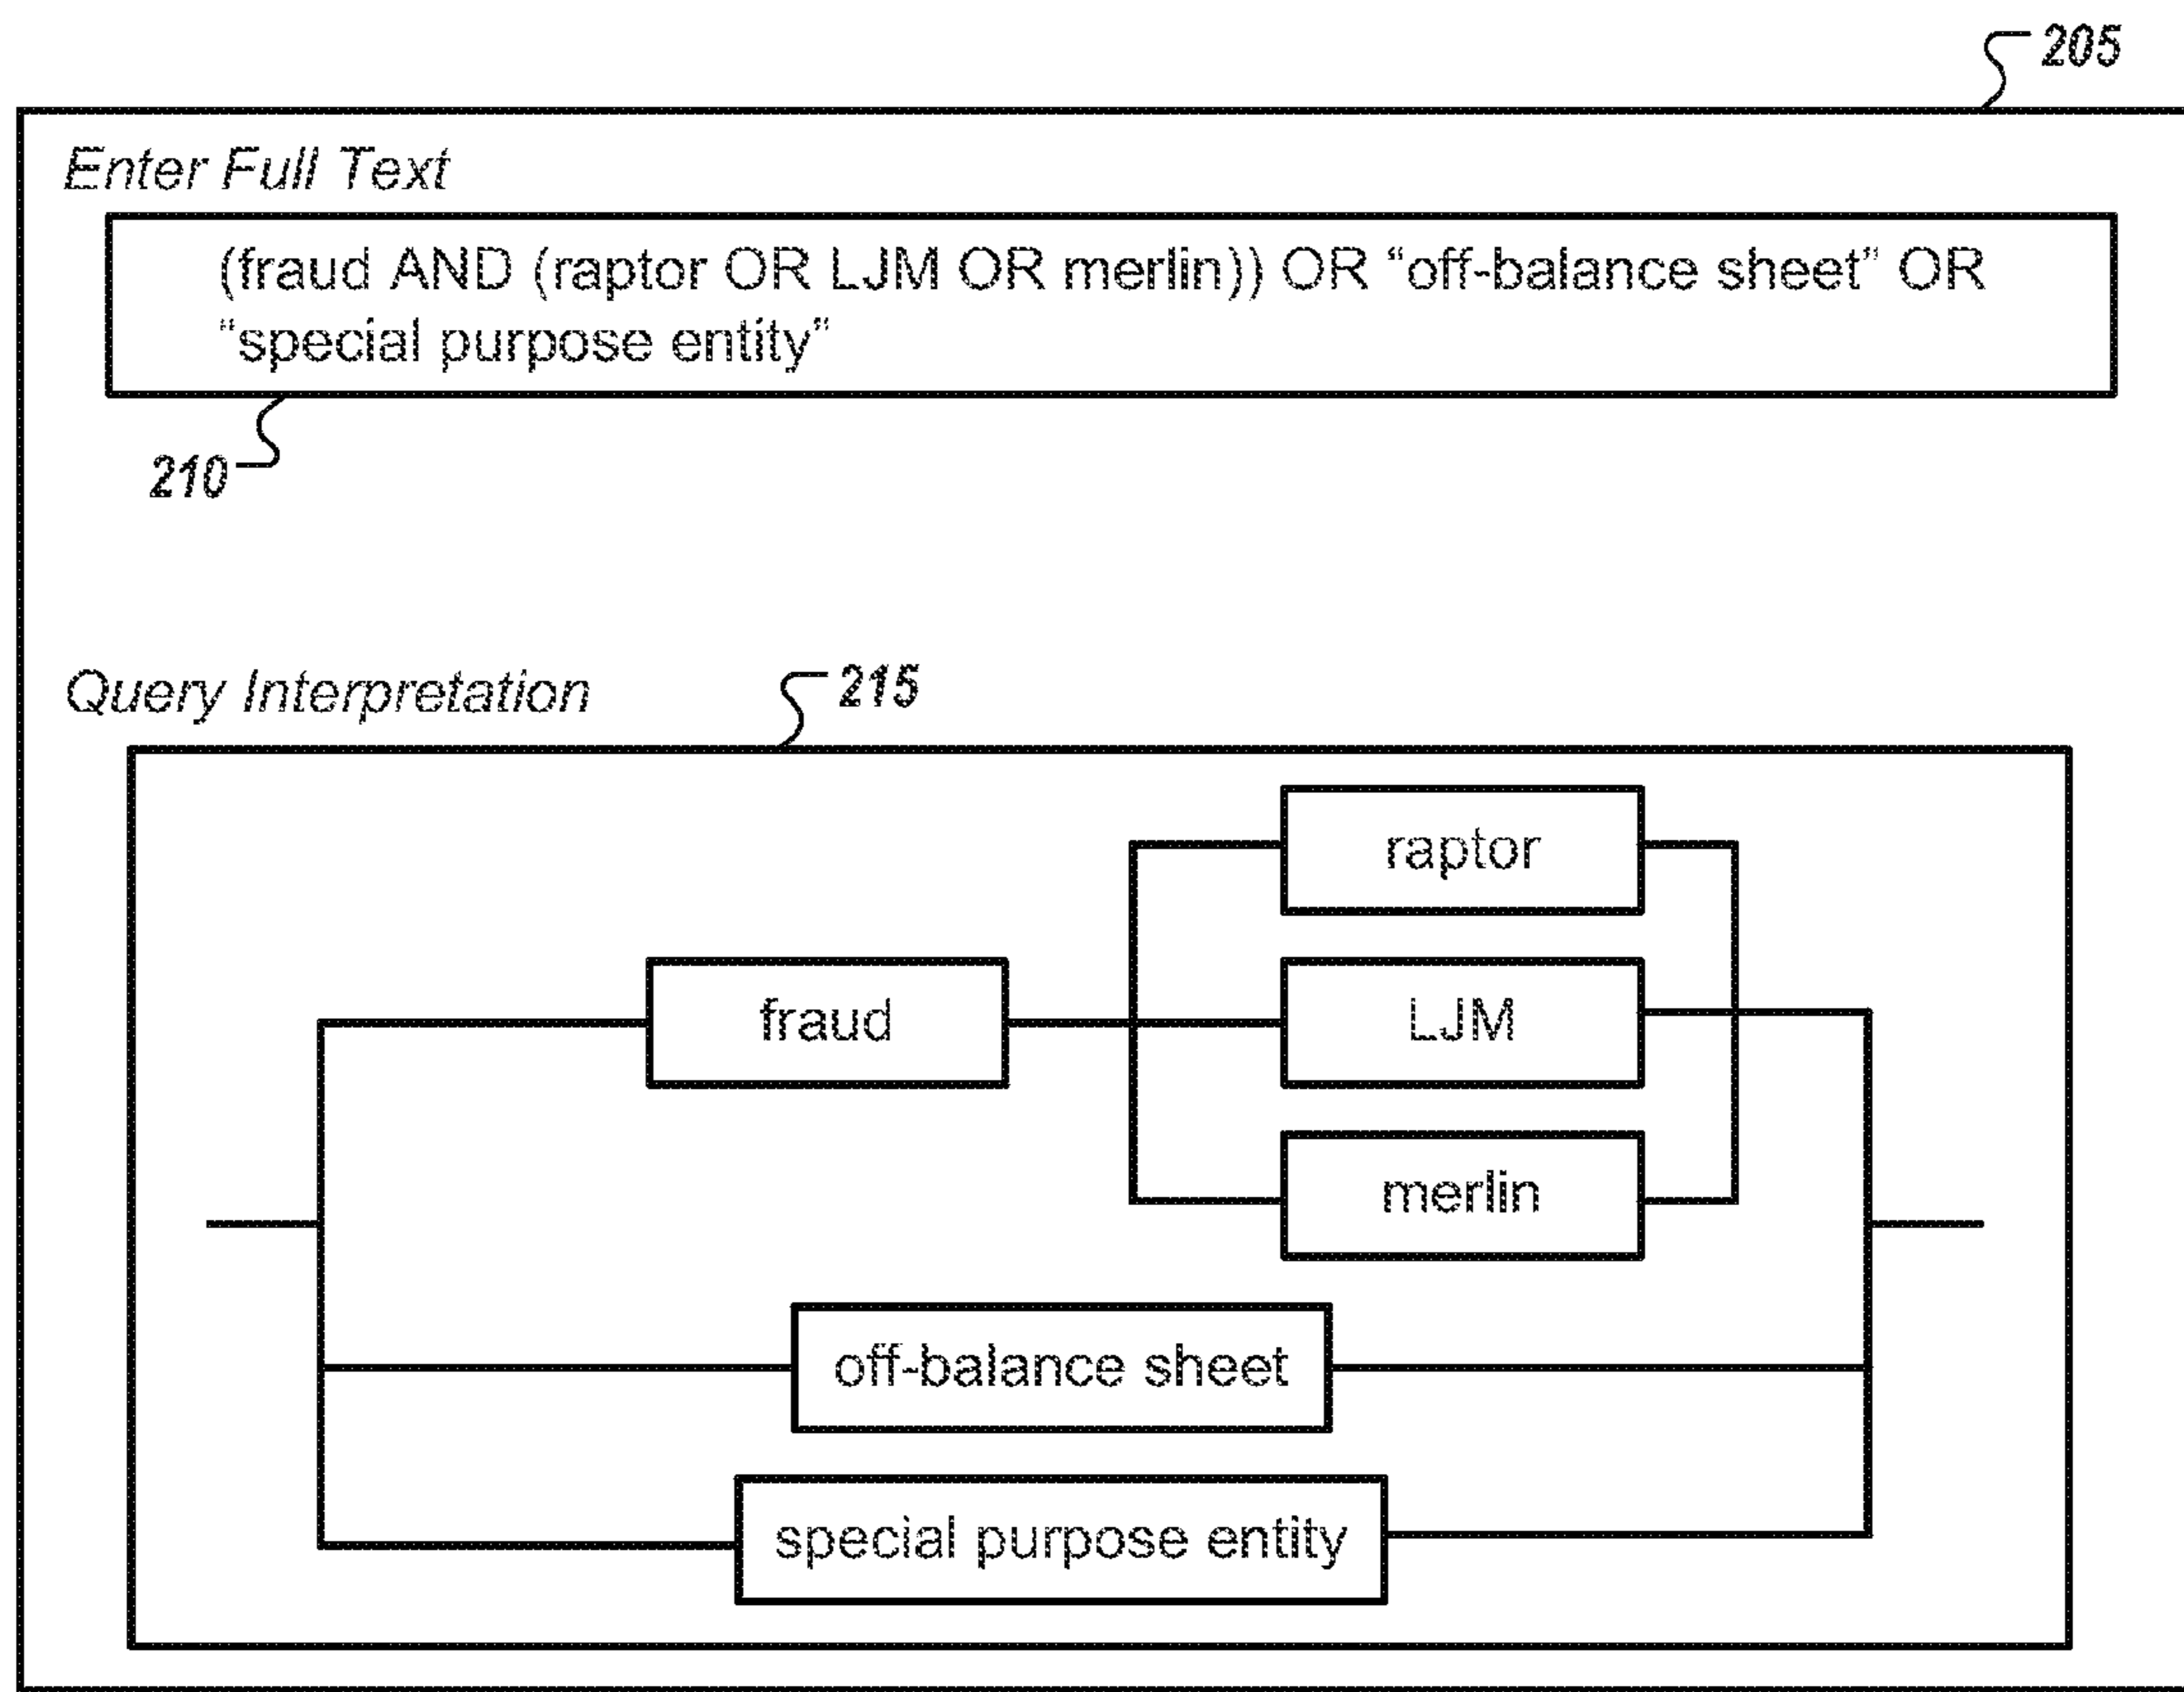 205
Enter Full Text
(fraud AND (raptor OR LJM OR merlin)) OR “off-balance sheet” OR
“special purpose entity”
210
Query Interpretation
215
raptor
fraud
LJM
merlin
off-balance sheet
special purpose entity